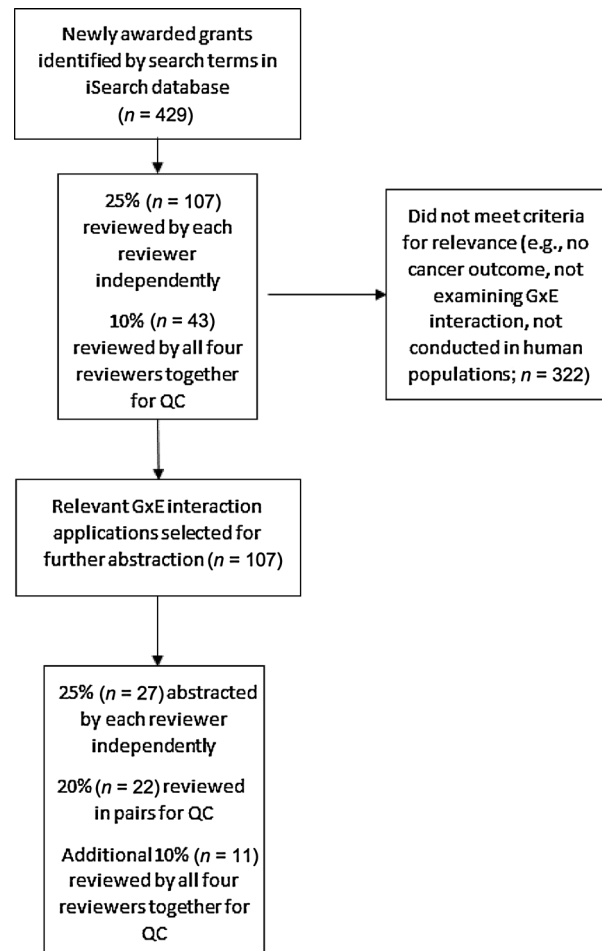 Newly awarded grants
identified by search terms in
iSearch database
(n = 429)
25% (n = 107)
reviewed by each
reviewer
independently
10% (n = 43)
reviewed by all four
reviewers together
for QC
Did not meet criteria
for relevance (e.g., no
cancer outcome, not
examining GxE
interaction, not
conducted in human
populations; n = 322)
Relevant GxE interaction
applications selected for
further abstraction (n = 107)
25% (n = 27) abstracted
by each reviewer
independently
20% (n = 22) reviewed
in pairs for QC
Additional 10% (n = 11)
reviewed by all four
reviewers together for
QC